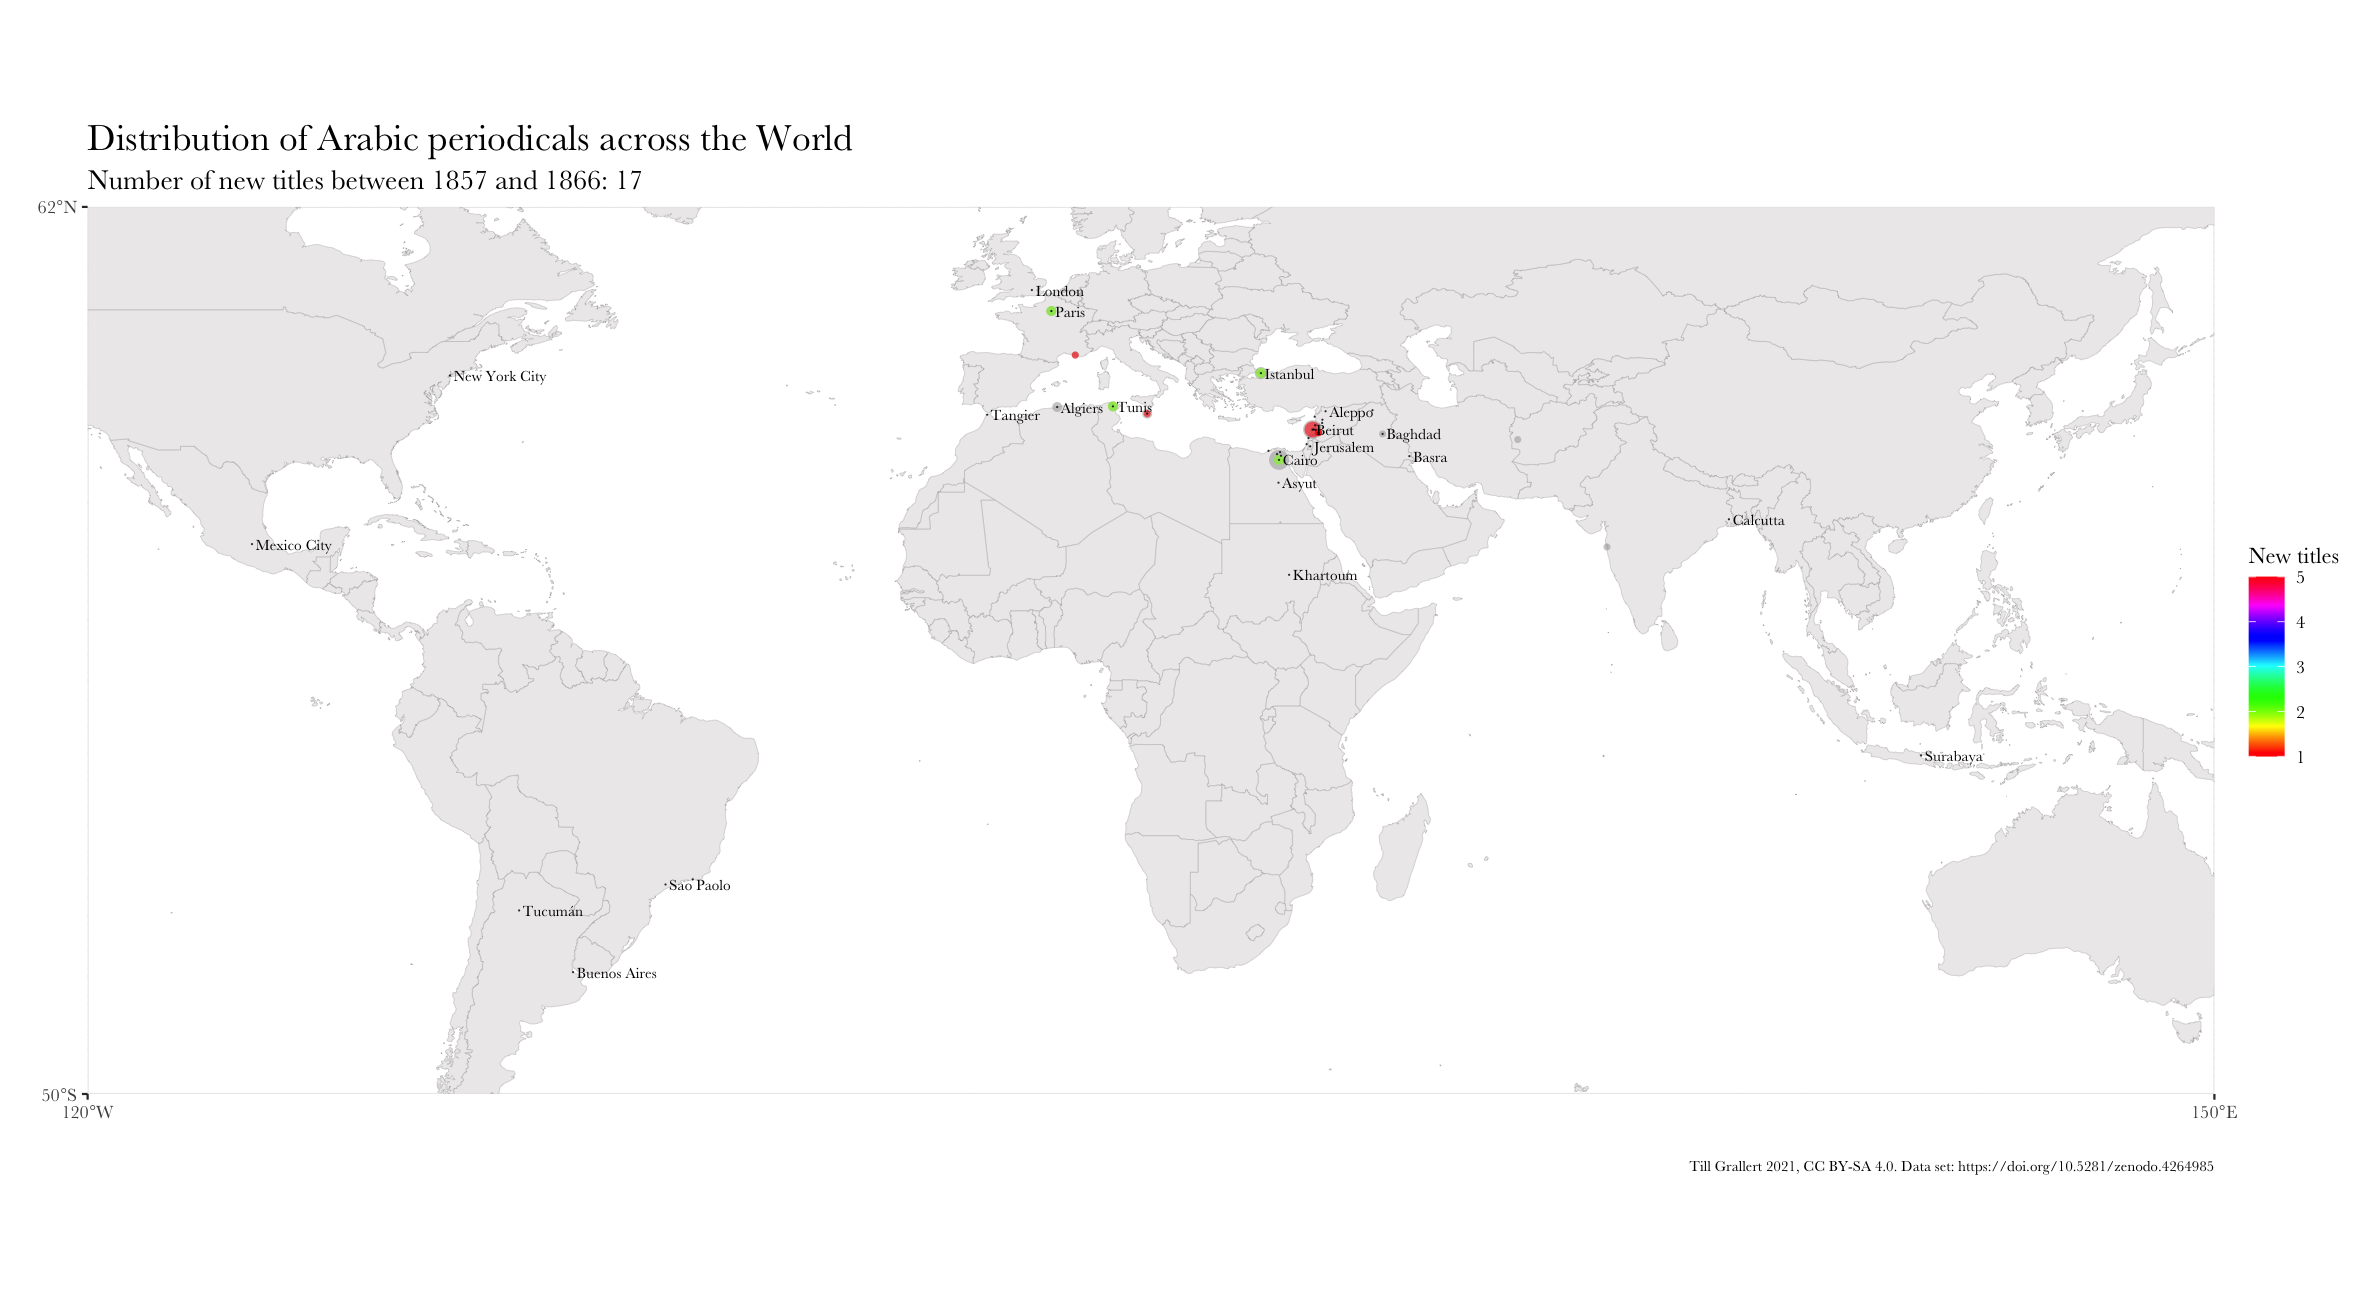 Distribution of Arabic periodicals across the World
Number of new titles between 1857 and 1866: 17
62°N
London
Paris
New York City
Istanbul
Tangier
Algiers
Tunis
Aleppo
Beirut
Baghdad
Jerusalem
Basra
Cairo
Asyut
Calcutta
Mexico City
Khartoum
New titles
5
4
3
2
1
Surabaya
Sao Paolo
Tucumán
Buenos Aires
50°S
120°W
150°E
Till Grallert 2021, CC BY-SA 4.0. Data set: https://doi.org/10.5281/zenodo.4264985